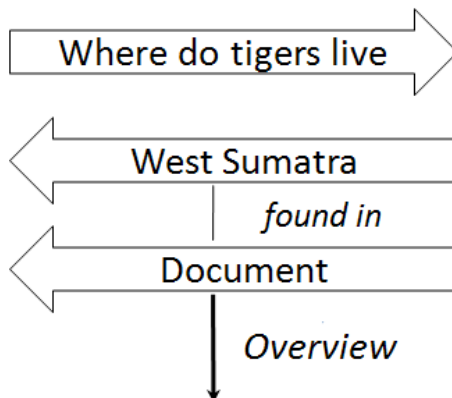 Where do tigers live
West Sumatra
found in
Document
Overview